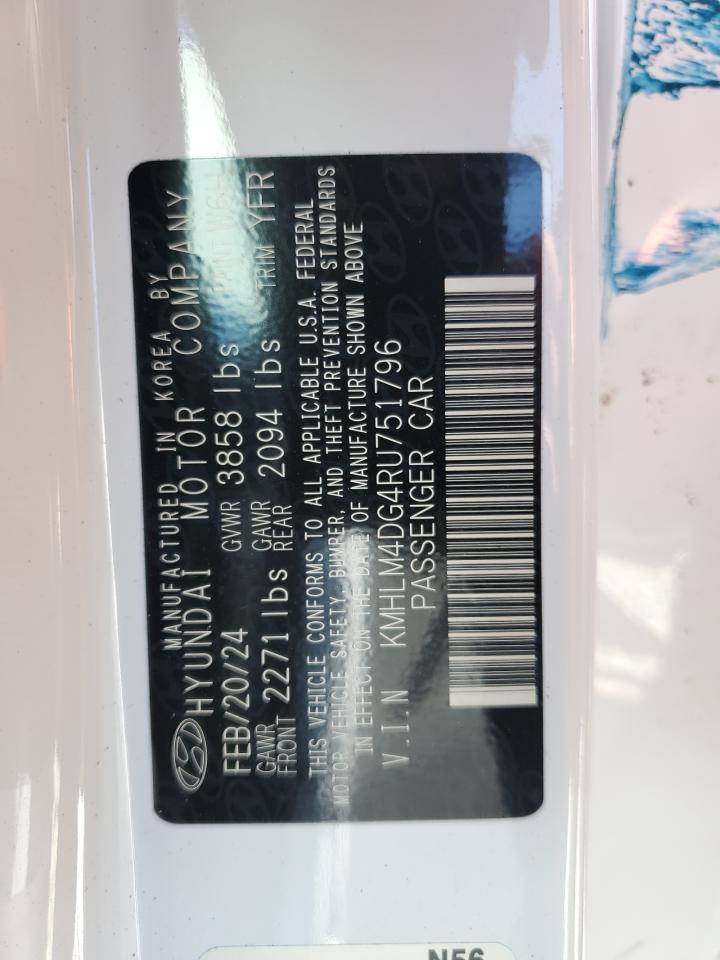 MANUFACTURED IN KOREA BY
HYUNDAI MOTOR COMPANY
FEB/20/24 GVWR 3858 lbs PAINT W6H
GAWR FRONT 2271 lbs GAWR REAR 2094 lbs TRIM YFR
THIS VEHICLE CONFORMS TO ALL APPLICABLE U.S.A. FEDERAL
MOTOR VEHICLE SAFETY, BUMPER, AND THEFT PREVENTION STANDARDS
IN EFFECT ON THE DATE OF MANUFACTURE SHOWN ABOVE
V.I.N KMHLM4DG4RU751796
PASSENGER CAR
N56